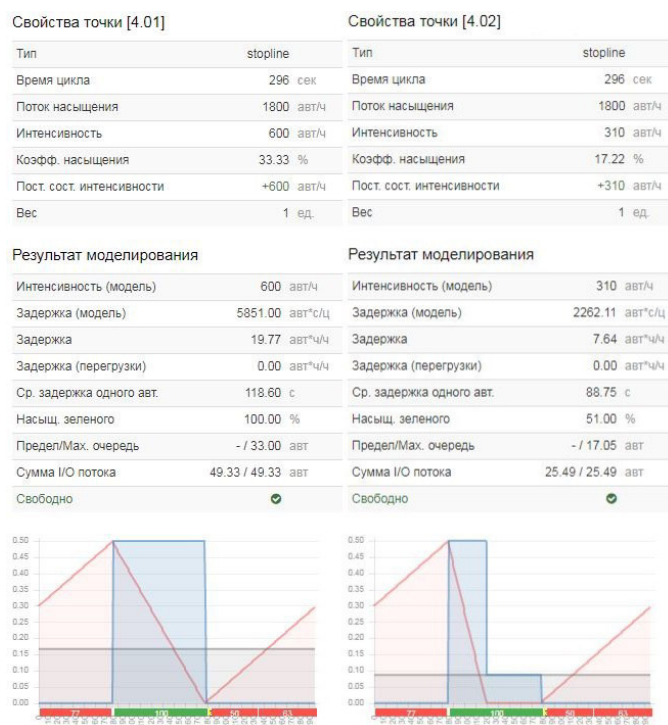 Свойства точки [4.01]
Тип stopline
Время цикла 296 сек
Поток насыщения 1800 авт/ч
Интенсивность 600 авт/ч
Коэфф. насыщения 33.33 %
Пост. сост. интенсивности +600 авт/ч
Вес 1 ед.
Результат моделирования
Интенсивность (модель) 600 авт/ч
Задержка (модель) 5851.00 авт*с/ц
Задержка 19.77 авт*ч/ч
Задержка (перегрузки) 0.00 авт*ч/ч
Ср. задержка одного авт. 118.60 с
Насыщ. зеленого 100.00 %
Предел/Мах. очередь - / 33.00 авт
Сумма I/O потока 49.33 / 49.33 авт
Свободно
0.50
0.45
0.40
0.35
0.30
0.25
0.20
0.15
0.10
0.05
0.00
77 100 50 63
Свойства точки [4.02]
Тип stopline
Время цикла 296 сек
Поток насыщения 1800 авт/ч
Интенсивность 310 авт/ч
Коэфф. насыщения 17.22 %
Пост. сост. интенсивности +310 авт/ч
Вес 1 ед.
Результат моделирования
Интенсивность (модель) 310 авт/ч
Задержка (модель) 2262.11 авт*с/ц
Задержка 7.64 авт*ч/ч
Задержка (перегрузки) 0.00 авт*ч/ч
Ср. задержка одного авт. 88.75 с
Насыщ. зеленого 51.00 %
Предел/Мах. очередь - / 17.05 авт
Сумма I/O потока 25.49 / 25.49 авт
Свободно
0.50
0.45
0.40
0.35
0.30
0.25
0.20
0.15
0.10
0.05
0.00
77 100